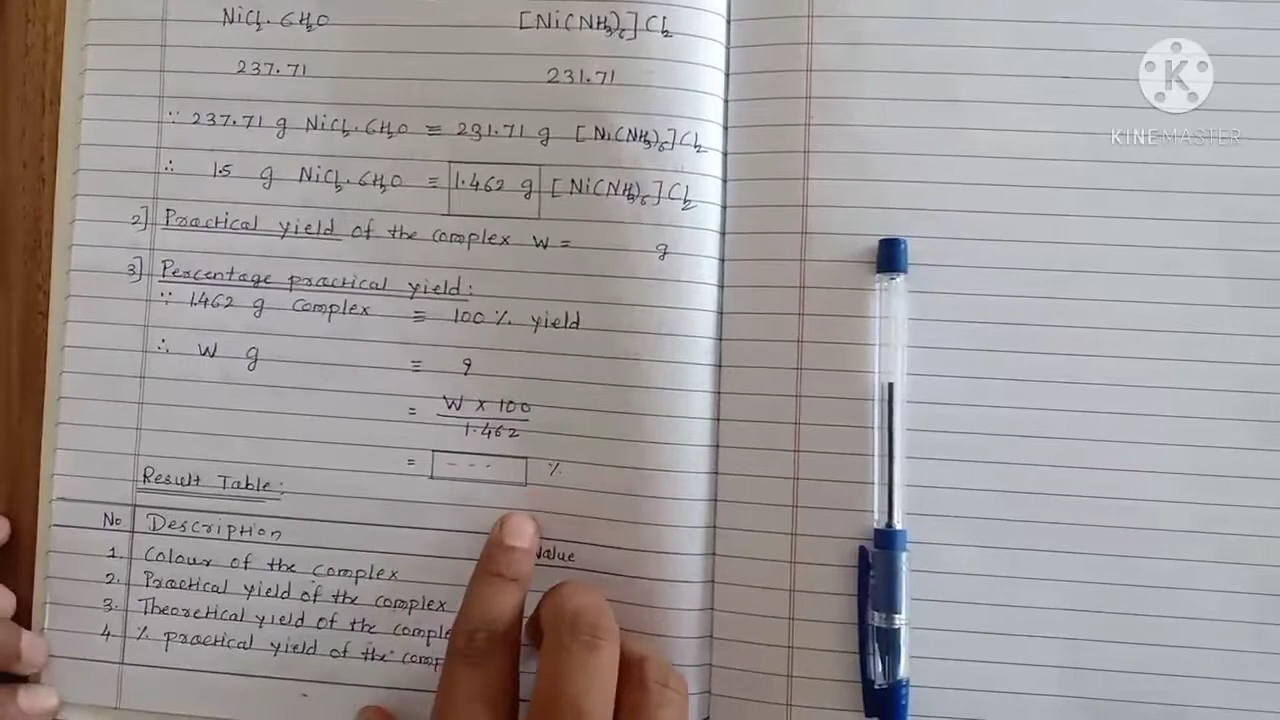 NiCl₂.6H₂O [Ni(NH₃)₆]Cl₂
237.71 231.71
∵ 237.71 g NiCl₂.6H₂O ≡ 231.71 g [Ni(NH₃)₆]Cl₂
∴ 1.5 g NiCl₂.6H₂O ≡ 1.462 g [Ni(NH₃)₆]Cl₂
2] Practical yield of the complex W = g
3] Percentage practical yield:
∵ 1.462 g complex ≡ 100 % yield
∴ W g ≡ ?
= W x 100
1.462
= --- %
Result Table:
No Description Value
1. Colour of the complex
2. Practical yield of the complex
3. Theoretical yield of the comple
4. % practical yield of the comp
K
KINEMASTER